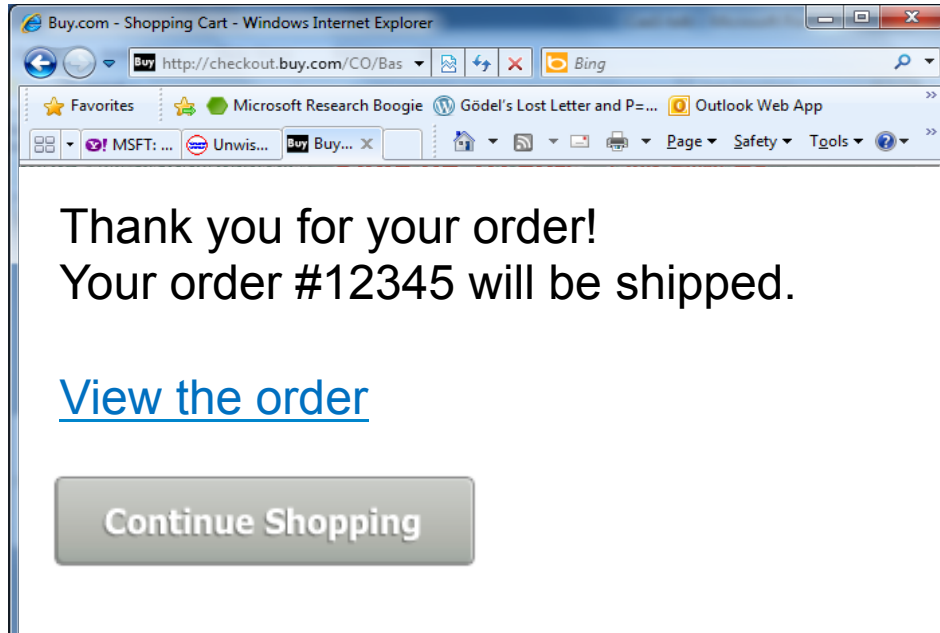 Buy.com - Shopping Cart - Windows Internet Explorer
Buy http://checkout.buy.com/CO/Bas Bing
Favorites Microsoft Research Boogie Gödel's Lost Letter and P=... Outlook Web App »
MSFT: ... Unwis... Buy Buy... Page Safety Tools »
Thank you for your order!
Your order #12345 will be shipped.
View the order
Continue Shopping